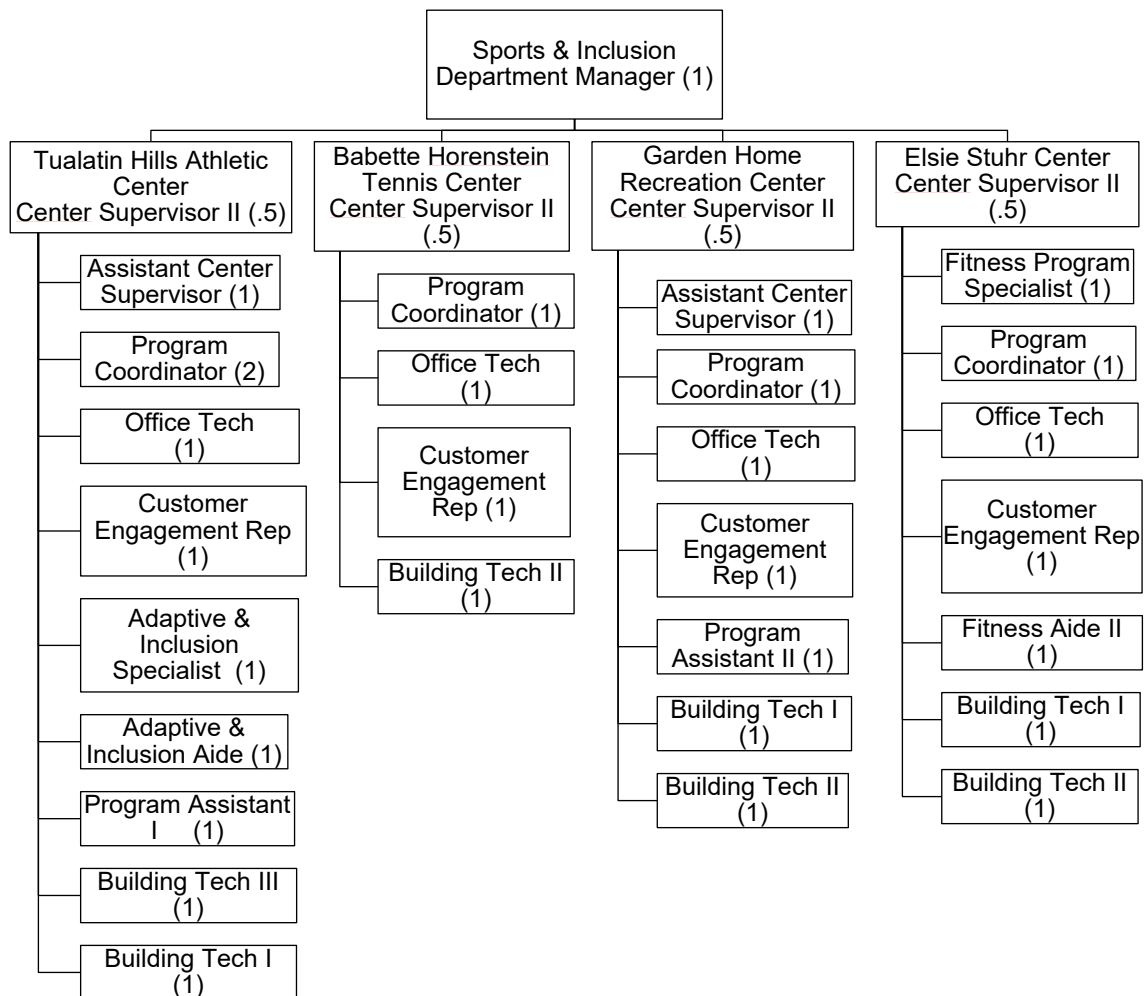 Sports & Inclusion
Department Manager (1)
Tualatin Hills Athletic
Center
Center Supervisor II (.5)
Assistant Center
Supervisor (1)
Program
Coordinator (2)
Office Tech
(1)
Customer
Engagement Rep
(1)
Adaptive &
Inclusion
Specialist (1)
Adaptive &
Inclusion Aide (1)
Program Assistant
I (1)
Building Tech III
(1)
Building Tech I
(1)
Babette Horenstein
Tennis Center
Center Supervisor II
(.5)
Program
Coordinator (1)
Office Tech
(1)
Customer
Engagement
Rep (1)
Building Tech II
(1)
Garden Home
Recreation Center
Center Supervisor II
(.5)
Assistant Center
Supervisor (1)
Program
Coordinator (1)
Office Tech
(1)
Customer
Engagement
Rep (1)
Program
Assistant II (1)
Building Tech I
(1)
Building Tech II
(1)
Elsie Stuhr Center
Center Supervisor II
(.5)
Fitness Program
Specialist (1)
Program
Coordinator (1)
Office Tech
(1)
Customer
Engagement Rep
(1)
Fitness Aide II
(1)
Building Tech I
(1)
Building Tech II
(1)